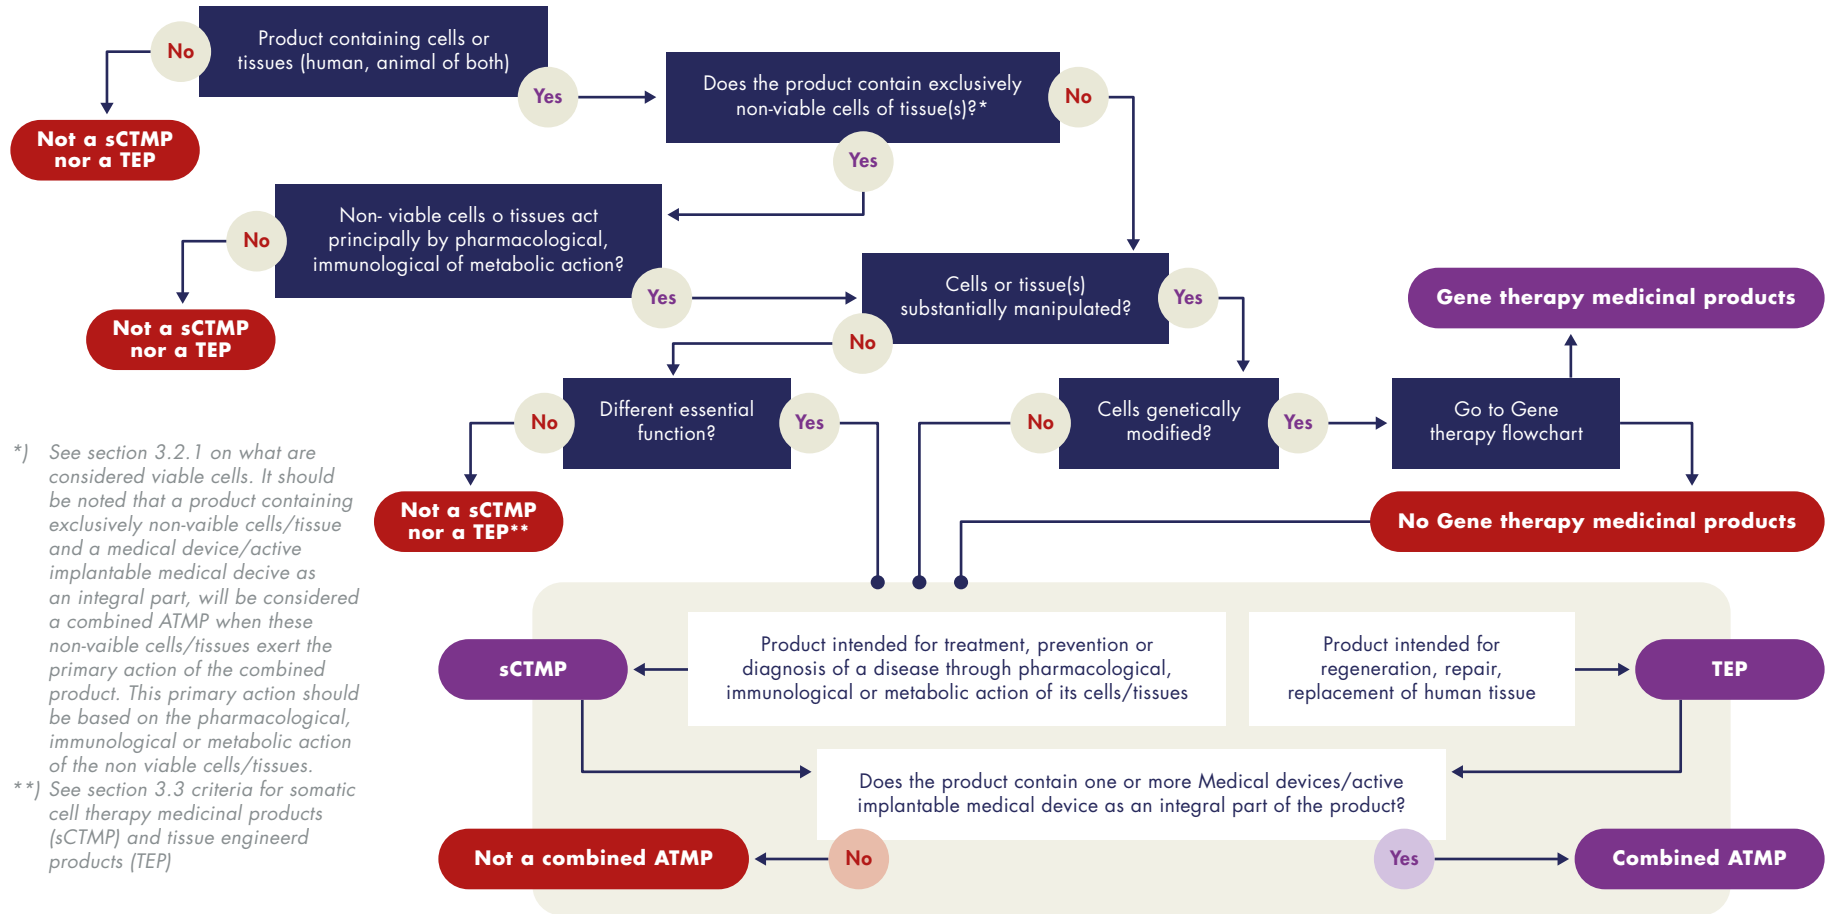 Product containing cells or
tissues (human, animal of both)
No
Yes
Not a sCTMP
nor a TEP
Does the product contain exclusively
non-viable cells of tissue(s)?*
No
Yes
Non- viable cells o tissues act
principally by pharmacological,
immunological of metabolic action?
No
Yes
Not a sCTMP
nor a TEP
Cells or tissue(s)
substantially manipulated?
Yes
No
Different essential
function?
No
Yes
Not a sCTMP
nor a TEP**
Cells genetically
modified?
No
Yes
Go to Gene
therapy flowchart
Gene therapy medicinal products
No Gene therapy medicinal products
*) See section 3.2.1 on what are
considered viable cells. It should
be noted that a product containing
exclusively non-vaible cells/tissue
and a medical device/active
implantable medical decive as
an integral part, will be considered
a combined ATMP when these
non-vaible cells/tissues exert the
primary action of the combined
product. This primary action should
be based on the pharmacological,
immunological or metabolic action
of the non viable cells/tissues.
**) See section 3.3 criteria for somatic
cell therapy medicinal products
(sCTMP) and tissue engineerd
products (TEP)
sCTMP
Product intended for treatment, prevention or
diagnosis of a disease through pharmacological,
immunological or metabolic action of its cells/tissues
Product intended for
regeneration, repair,
replacement of human tissue
TEP
Does the product contain one or more Medical devices/active
implantable medical device as an integral part of the product?
Not a combined ATMP
No
Yes
Combined ATMP